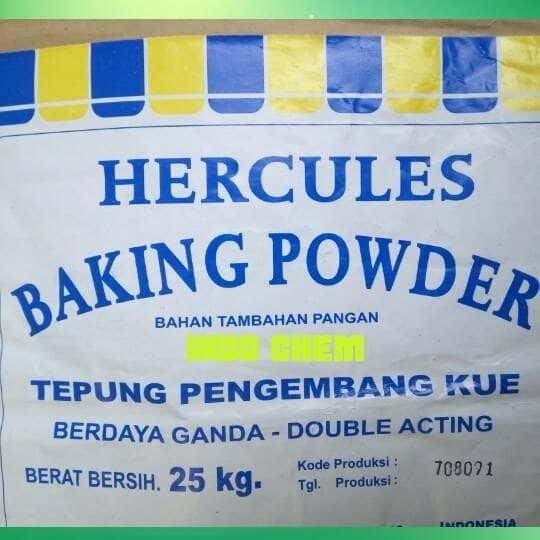 HERCULES
BAKING POWDER
BAHAN TAMBAHAN PANGAN
INDO CHEM
TEPUNG PENGEMBANG KUE
BERDAYA GANDA - DOUBLE ACTING
BERAT BERSIH. 25 kg.
Kode Produksi : 708091
Tgl. Produksi :
INDONESIA